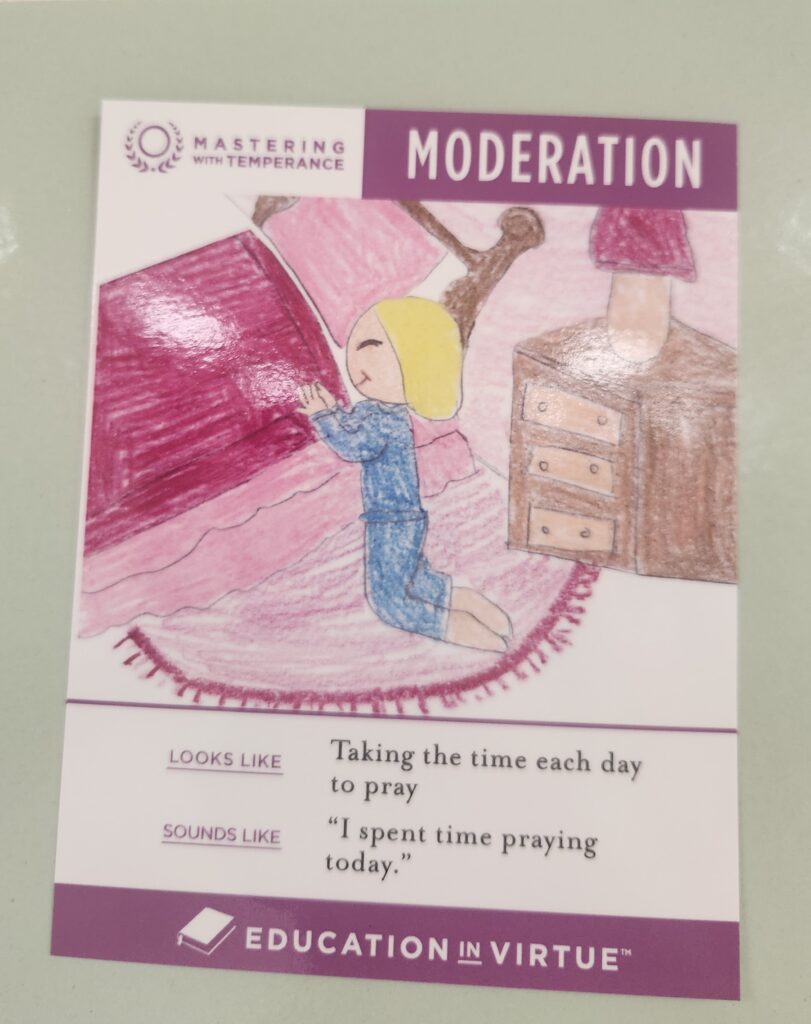 MASTERING
WITH TEMPERANCE
MODERATION
LOOKS LIKE
Taking the time each day
to pray
SOUNDS LIKE
“I spent time praying
today.”
EDUCATION IN VIRTUE™